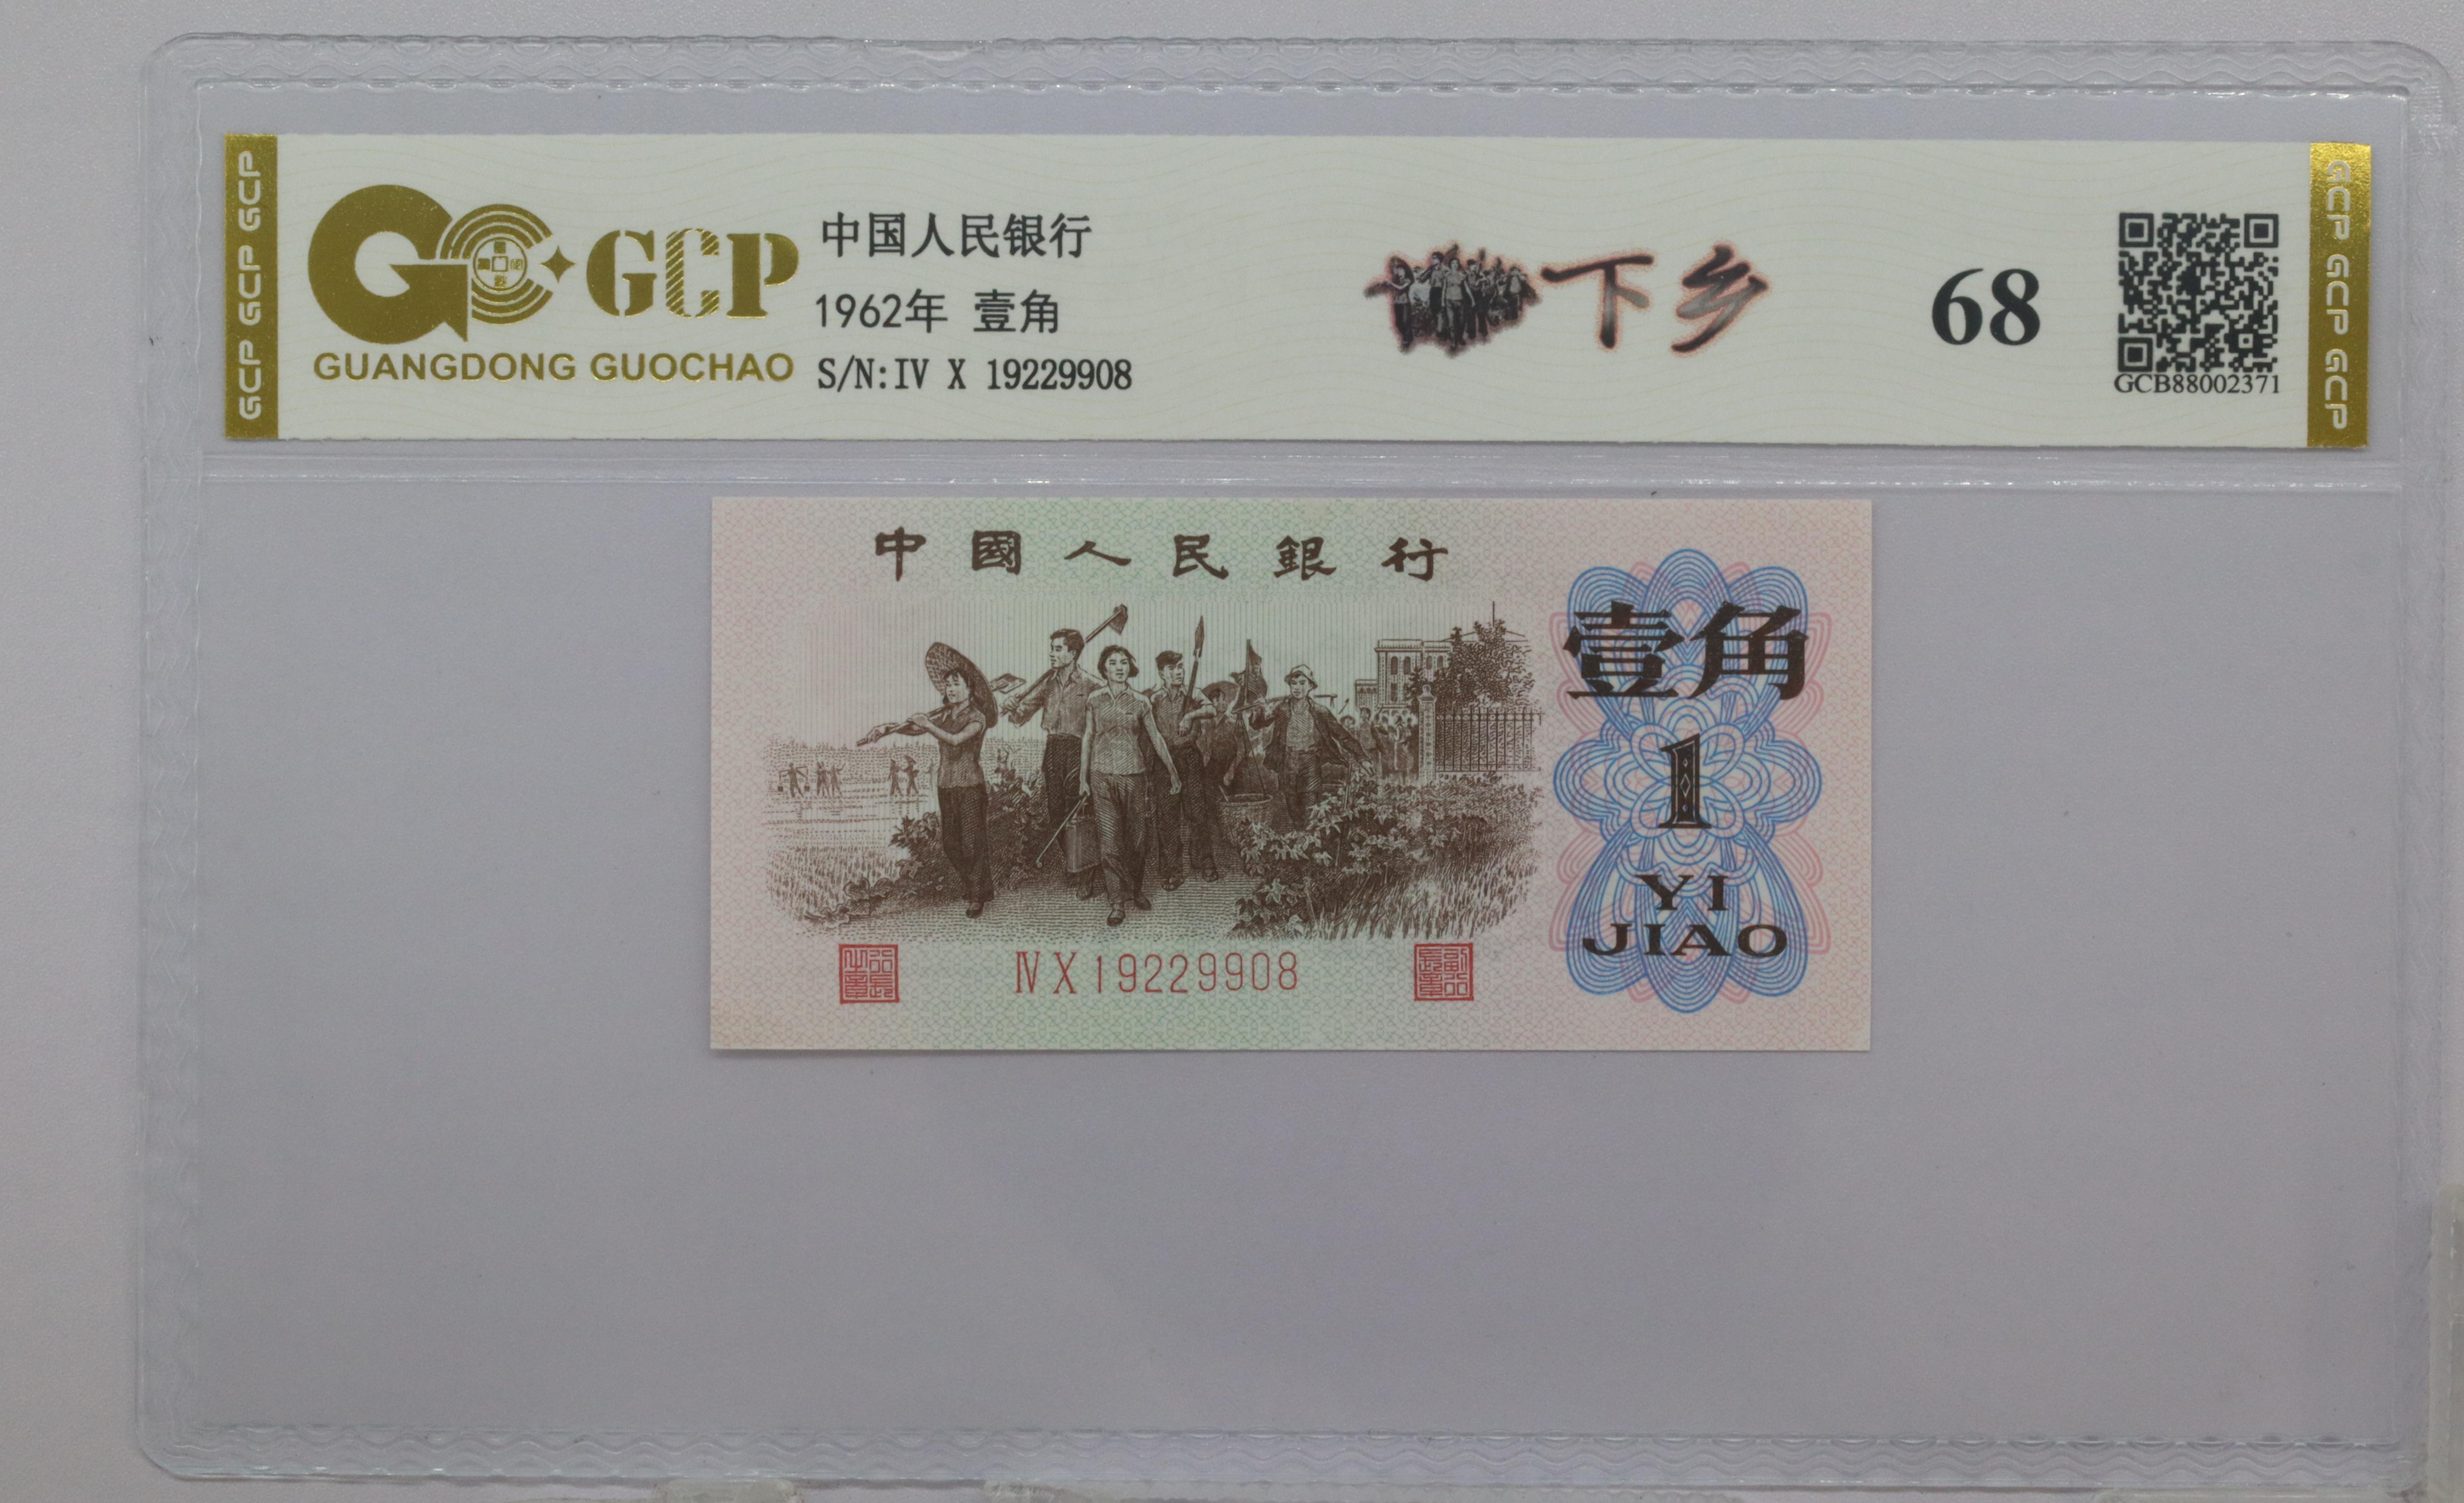 GCP GCP GCP
GCP
GUANGDONG GUOCHAO
中国人民银行
1962年 壹角
S/N:IV X 19229908
下乡
68
GCB88002371
GCP GCP GCP
中國人民銀行
壹角
1
YI
JIAO
Ⅳ X 19229908